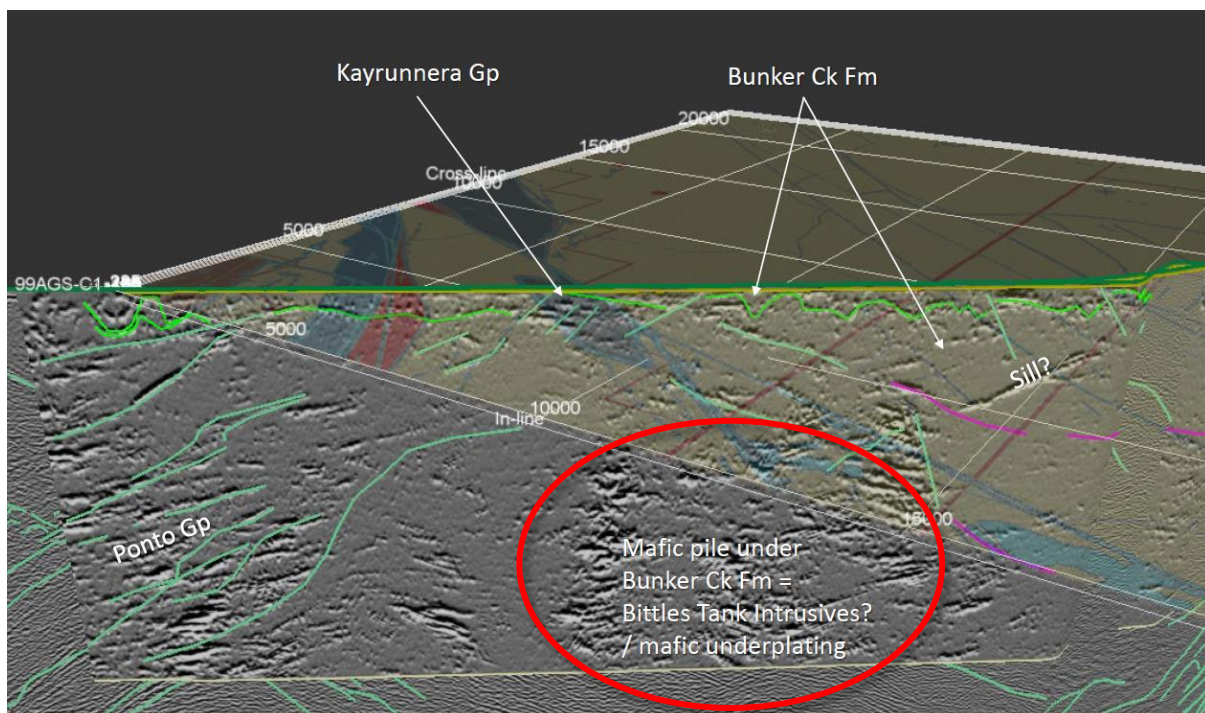 Kayrunnera Gp
Bunker Ck Fm
20000
15000
Cross-line
10000
5000
99AGS-C1
5000
Sill?
10000
In-line
15000
Ponto Gp
Mafic pile under
Bunker Ck Fm =
Bittles Tank Intrusives?
/ mafic underplating